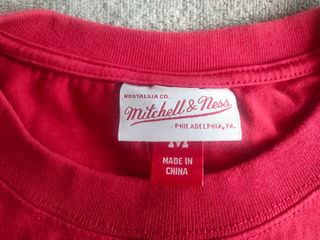 NOSTALGIA CO.
Mitchell & Ness
PHILADELPHIA, PA.
M
MADE IN
CHINA